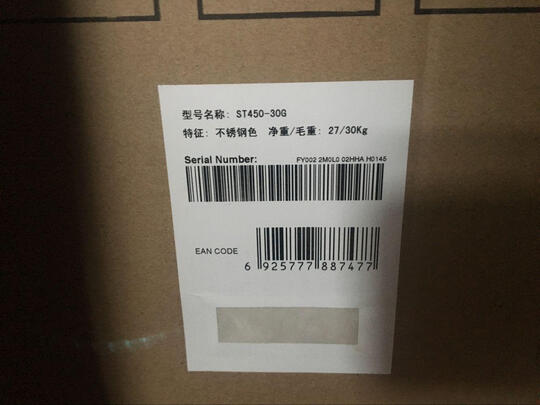 型号名称: ST450-30G
特征: 不锈钢色 净重/毛重: 27/30Kg
Serial Number: FY002 2M0L0 02HHA H0145
EAN CODE
6 925777 887477